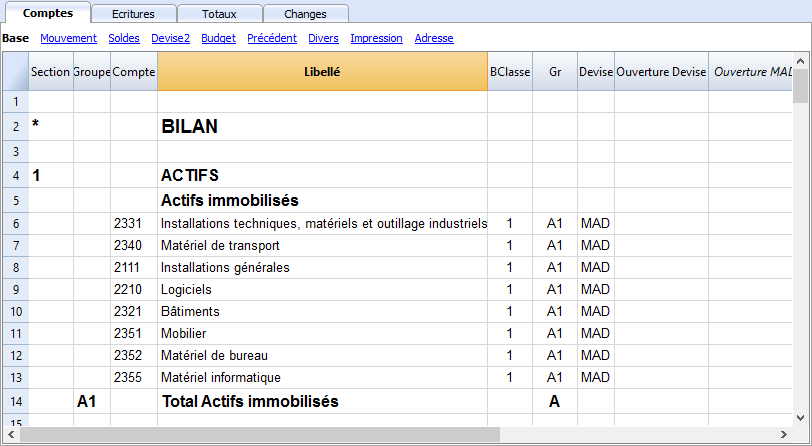 Comptes Ecritures Totaux Changes
Base Mouvement Soldes Devise2 Budget Précédent Divers Impression Adresse
Section Groupe Compte Libellé BClasse Gr Devise Ouverture Devise Ouverture MAD
1
2 * BILAN
3
4 1 ACTIFS
5 Actifs immobilisés
6 2331 Installations techniques, matériels et outillage industriels 1 A1 MAD
7 2340 Matériel de transport 1 A1 MAD
8 2111 Installations générales 1 A1 MAD
9 2210 Logiciels 1 A1 MAD
10 2321 Bâtiments 1 A1 MAD
11 2351 Mobilier 1 A1 MAD
12 2352 Matériel de bureau 1 A1 MAD
13 2355 Matériel informatique 1 A1 MAD
14 A1 Total Actifs immobilisés A
15